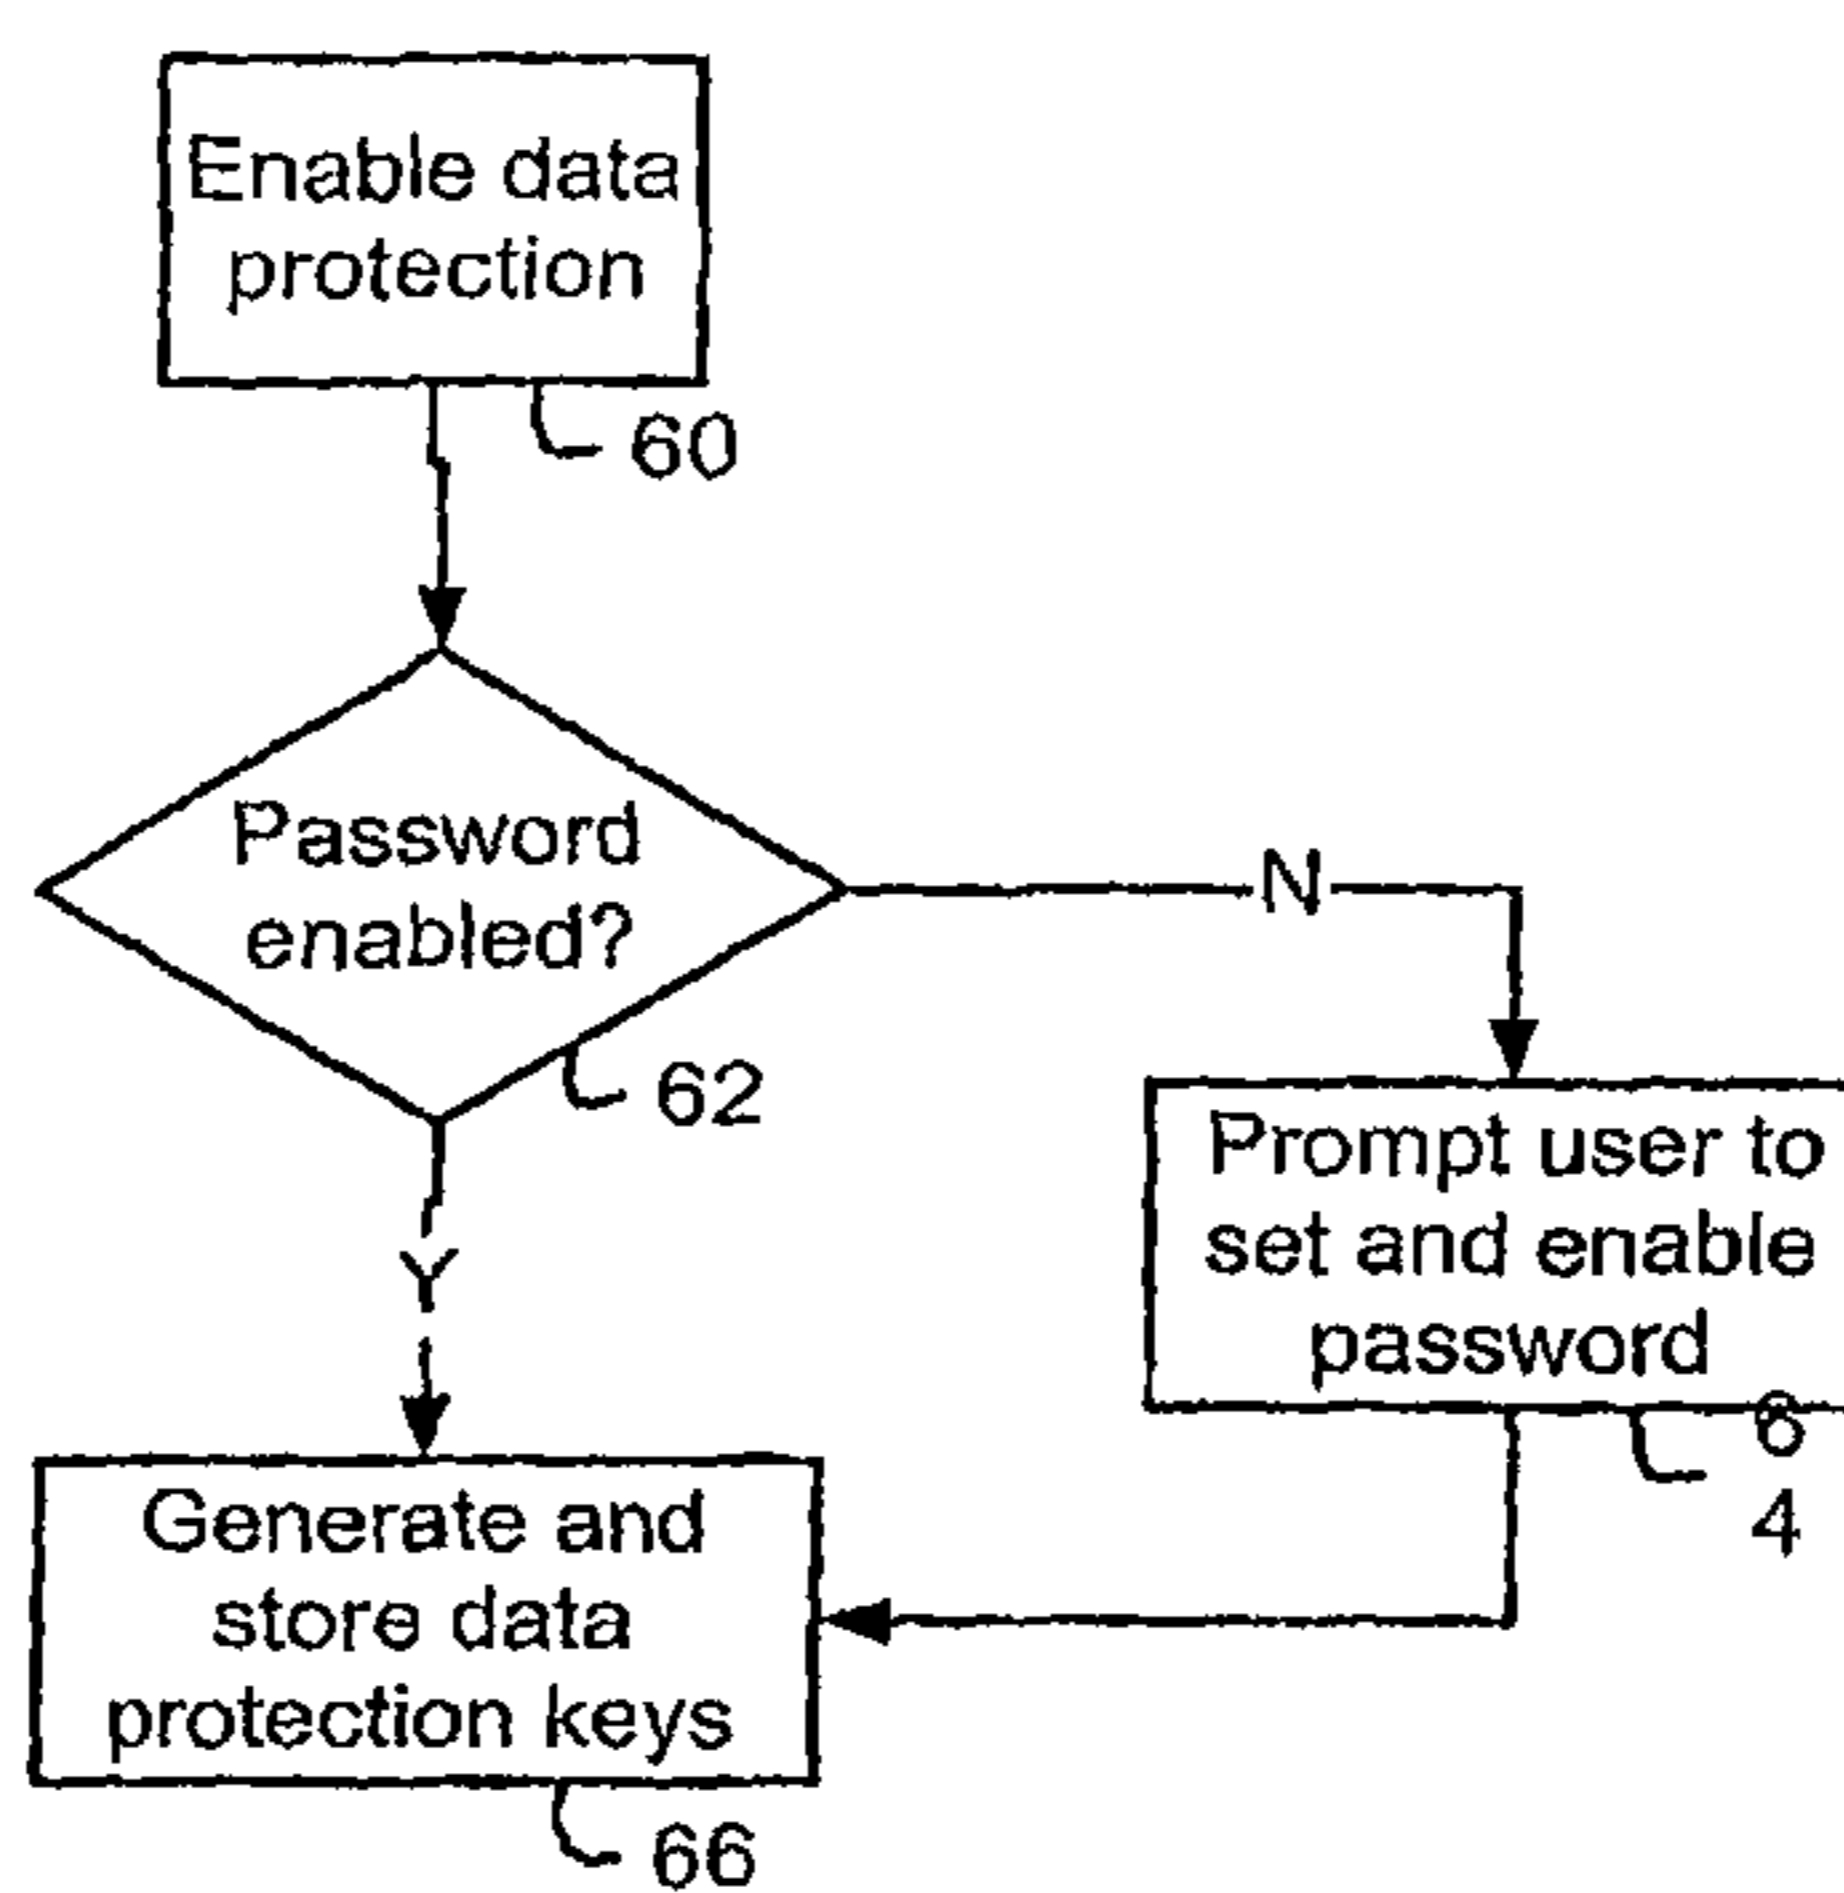 Enable data
protection
60
Password
enabled?
N
62
Y
Prompt user to
set and enable
password
6
4
Generate and
store data
protection keys
66